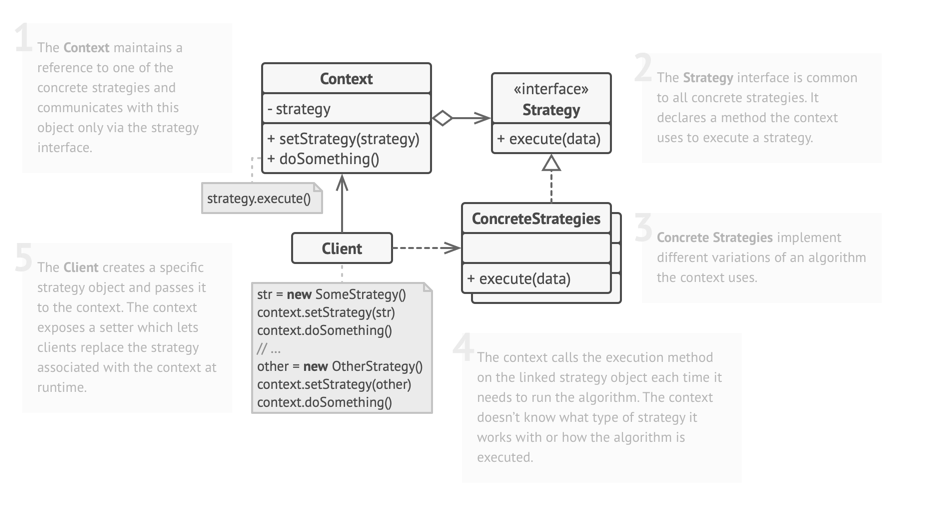 1
The Context maintains a
reference to one of the
concrete strategies and
communicates with this
object only via the strategy
interface.
Context
- strategy
+ setStrategy(strategy)
+ doSomething()
«interface»
Strategy
+ execute(data)
2
The Strategy interface is common
to all concrete strategies. It
declares a method the context
uses to execute a strategy.
strategy.execute()
Client
ConcreteStrategies
+ execute(data)
3
Concrete Strategies implement
different variations of an algorithm
the context uses.
5
The Client creates a specific
strategy object and passes it
to the context. The context
exposes a setter which lets
clients replace the strategy
associated with the context at
runtime.
str = new SomeStrategy()
context.setStrategy(str)
context.doSomething()
// ...
other = new OtherStrategy()
context.setStrategy(other)
context.doSomething()
4
The context calls the execution method
on the linked strategy object each time it
needs to run the algorithm. The context
doesn't know what type of strategy it
works with or how the algorithm is
executed.